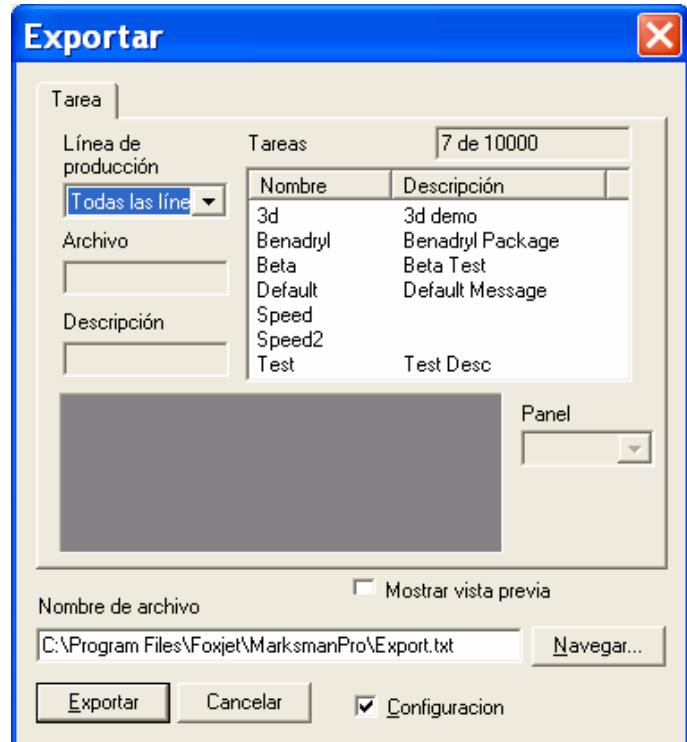 Exportar
Tarea
Línea de
producción
Todas las líne
Archivo
Descripción
Tareas
7 de 10000
Nombre Descripción
3d 3d demo
Benadryl Benadryl Package
Beta Beta Test
Default Default Message
Speed
Speed2
Test Test Desc
Panel
Mostrar vista previa
Nombre de archivo
C:\Program Files\Foxjet\MarksmanPro\Export.txt
Navegar...
Exportar
Cancelar
Configuracion